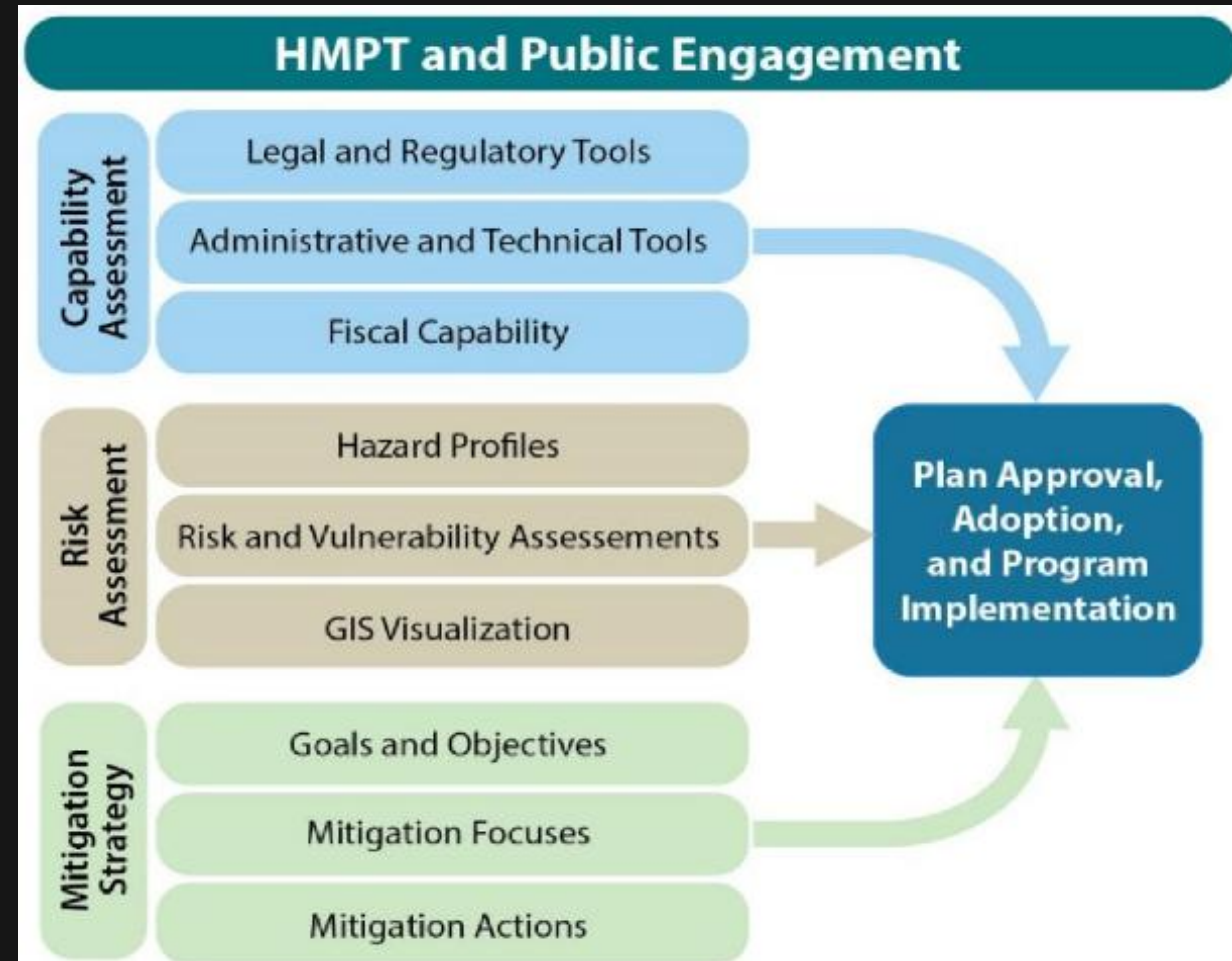 HMPT and Public Engagement
Capability
Assessment
Legal and Regulatory Tools
Administrative and Technical Tools
Fiscal Capability
Risk
Assessment
Hazard Profiles
Risk and Vulnerability Assessements
GIS Visualization
Mitigation
Strategy
Goals and Objectives
Mitigation Focuses
Mitigation Actions
Plan Approval,
Adoption,
and Program
Implementation